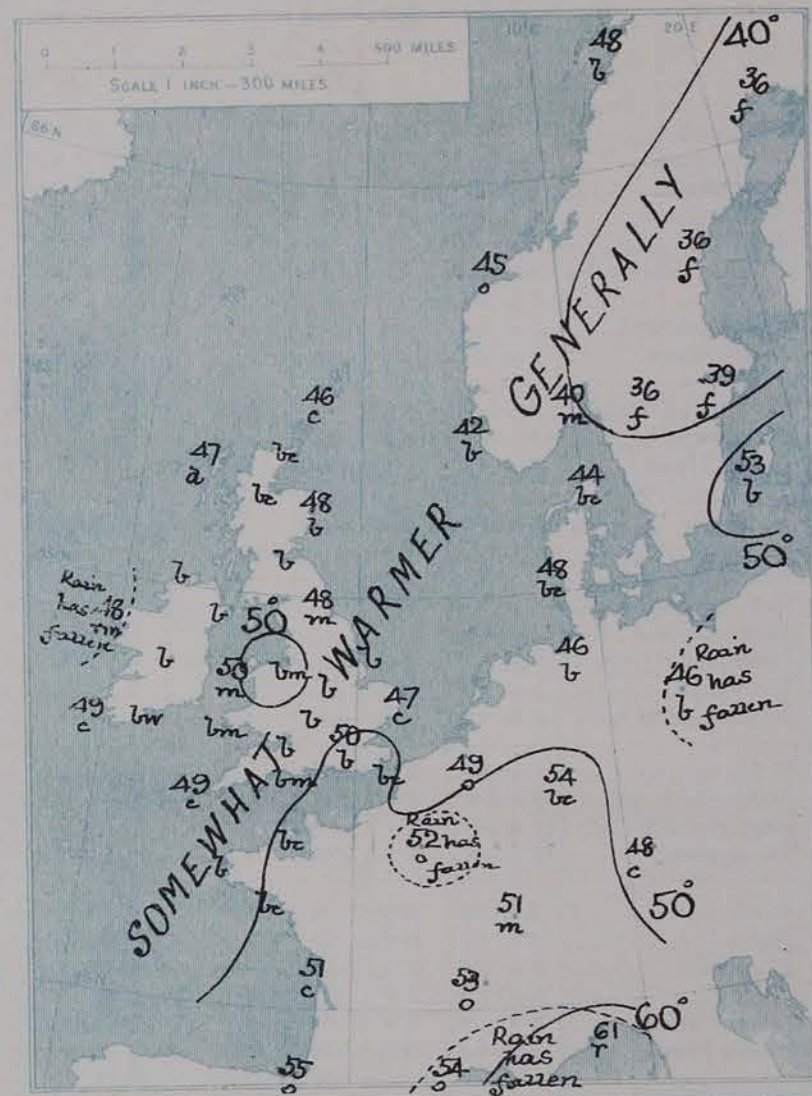 0 1 2 3 4 500 MILES
SCALE 1 INCH — 300 MILES
10 E
20 E
40°
48
b
36
f
GENERALLY
36
f
45
o
46
c
40
m
36
f
39
f
42
b
47
d
bc
bc
48
b
44
bc
53
b
50°
WARMER
b
b
Rain
has 48
fallen
50°
b
48
m
48
bc
b
50
m
bm
b
b
46
b
Rain
46 has
b fallen
49
c
bw
bm
b
47
c
SOMEWHAT
b
50
b
49
c
bm
bc
49
54
bc
Rain
52 has
o fallen
48
c
50°
bc
b
bc
51
m
51
c
53
o
60°
61
r
Rain
has
fallen
54
o
55
o